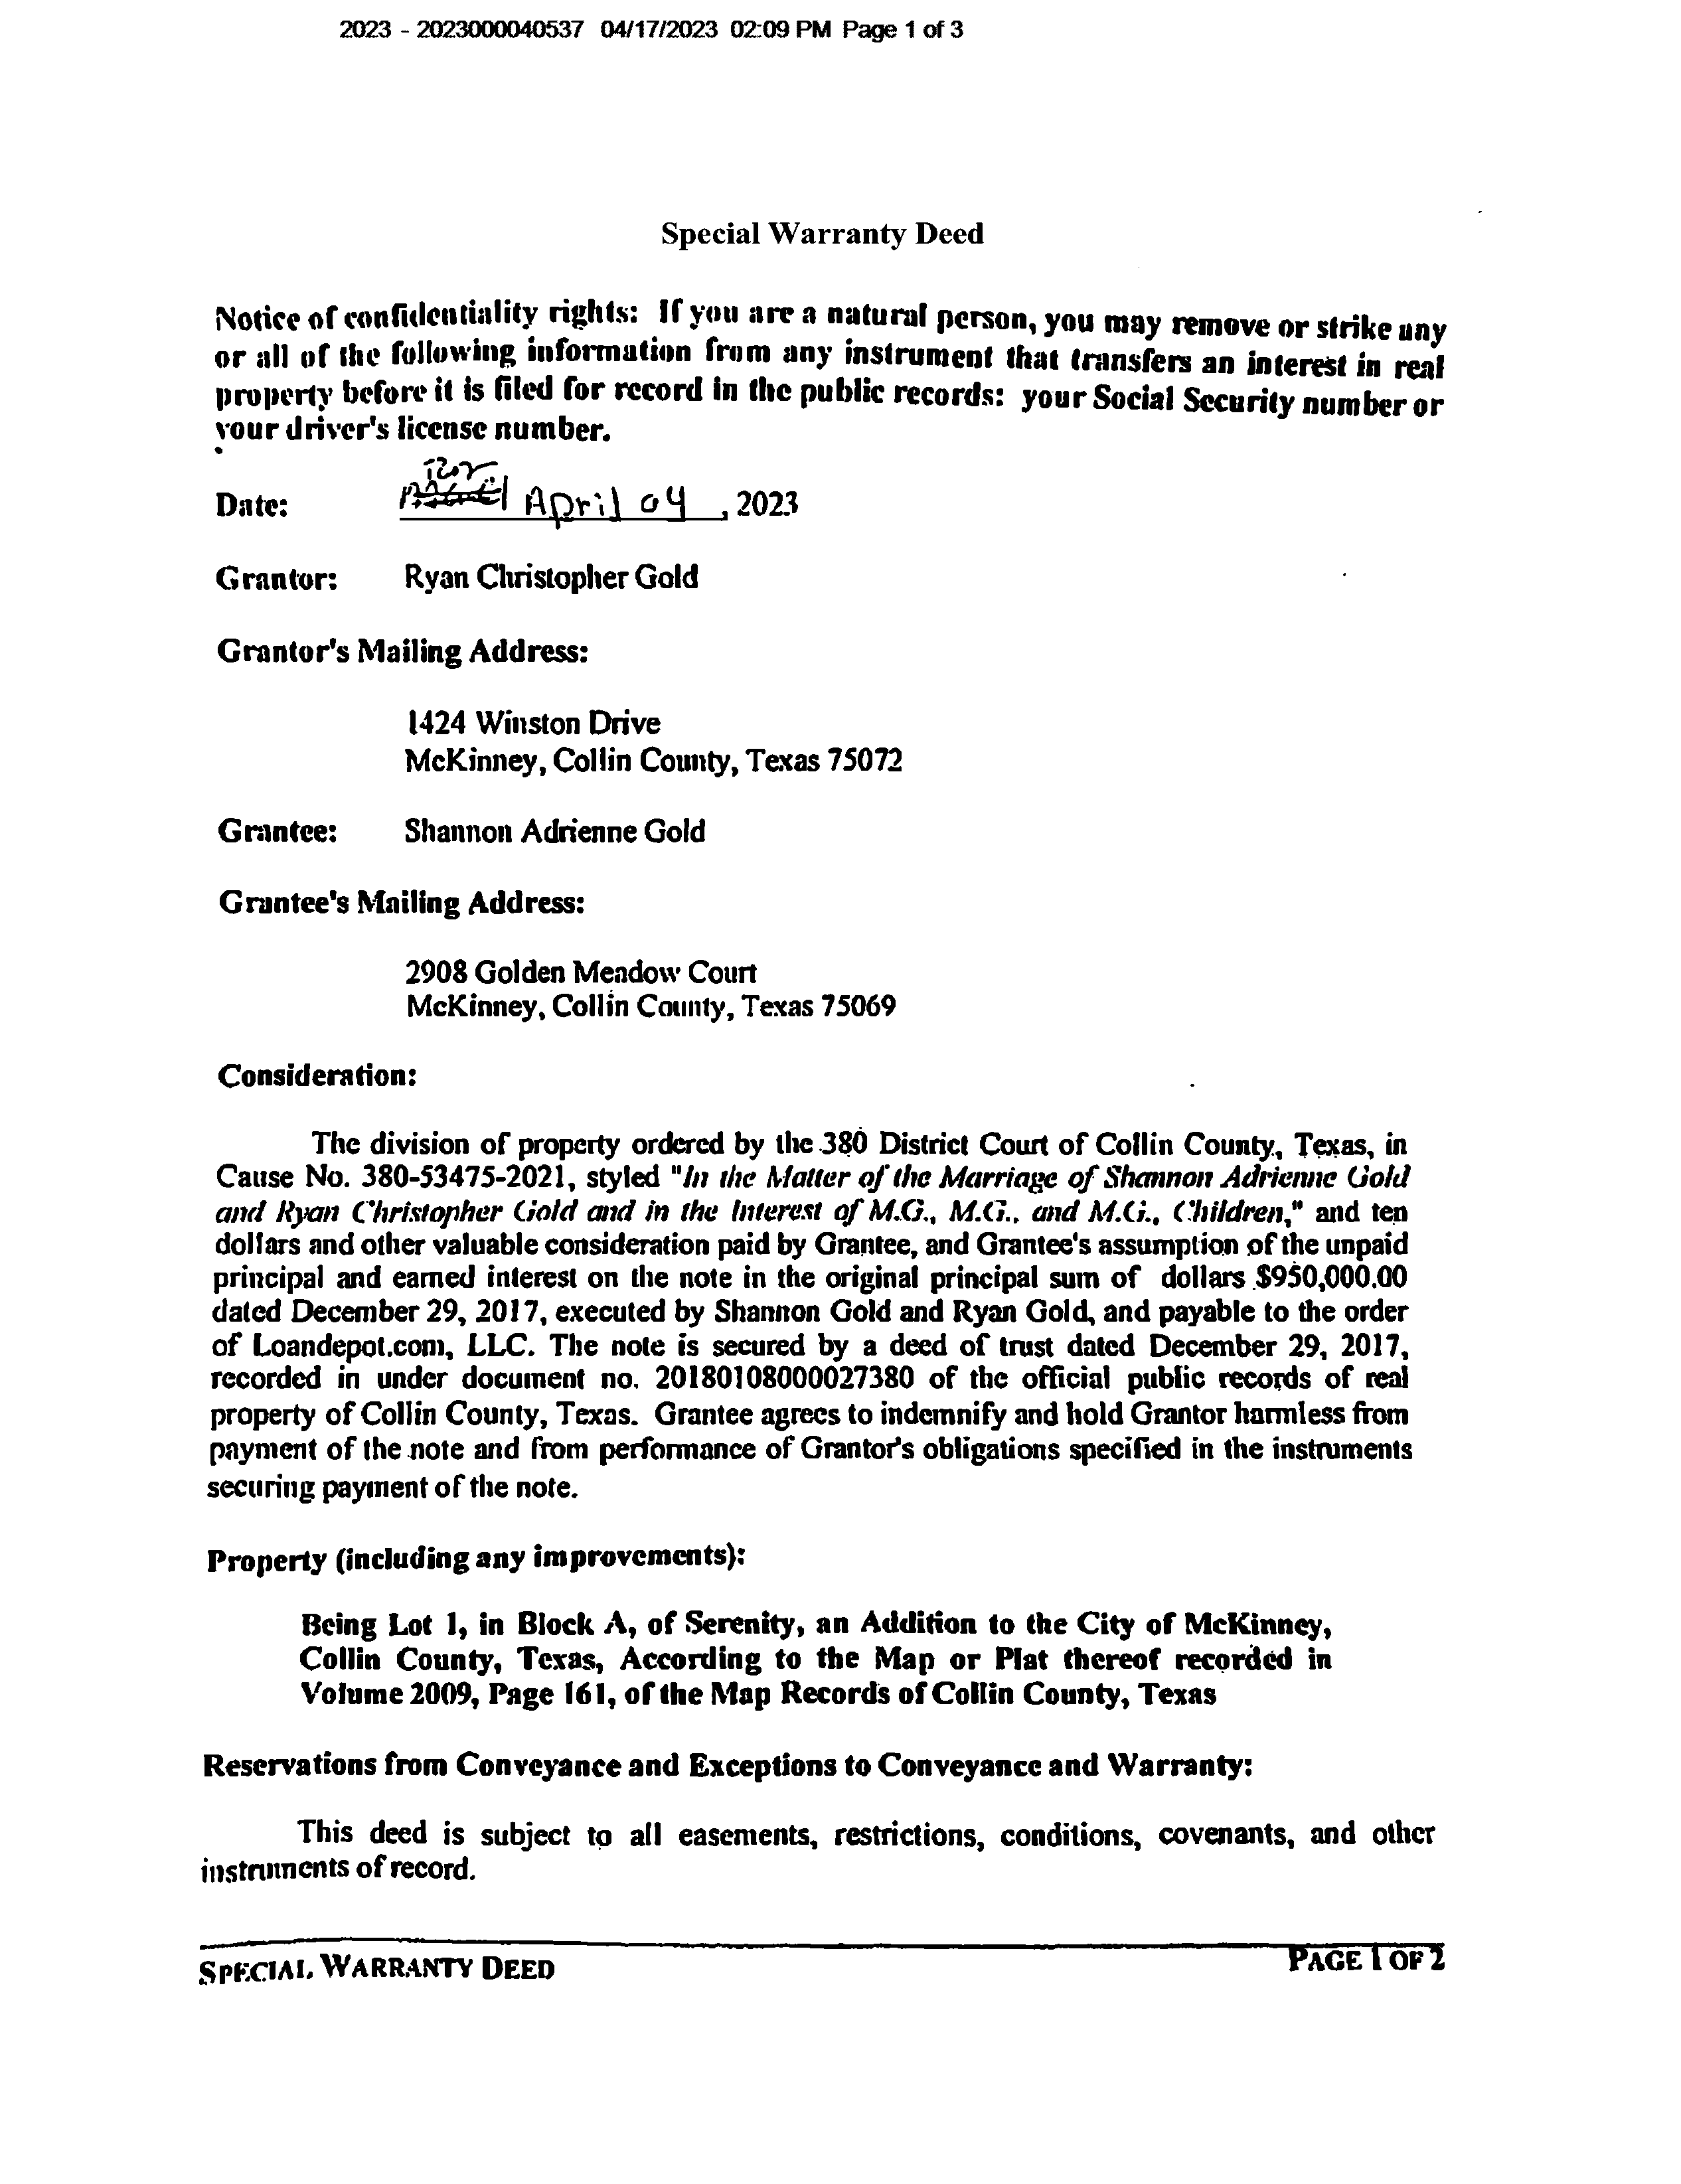 2023 - 2023000040537 04/17/2023 02:09 PM Page 1 of 3
Special Warranty Deed
Notice of confidentiality rights: If you are a natural person, you may remove or strike any
or all of the following information from any instrument that transfers an interest in real
property before it is filed for record in the public records: your Social Security number or
your driver's license number.
Date: April 04, 2023
Grantor: Ryan Christopher Gold
Grantor's Mailing Address:
1424 Winston Drive
McKinney, Collin County, Texas 75072
Grantee: Shannon Adrienne Gold
Grantee's Mailing Address:
2908 Golden Meadow Court
McKinney, Collin County, Texas 75069
Consideration:
The division of property ordered by the 380 District Court of Collin County, Texas, in
Cause No. 380-53475-2021, styled "In the Matter of the Marriage of Shannon Adrienne Gold
and Ryan Christopher Gold and in the Interest of M.G., M.G., and M.G., Children," and ten
dollars and other valuable consideration paid by Grantee, and Grantee's assumption of the unpaid
principal and earned interest on the note in the original principal sum of dollars $950,000.00
dated December 29, 2017, executed by Shannon Gold and Ryan Gold, and payable to the order
of Loandepot.com, LLC. The note is secured by a deed of trust dated December 29, 2017,
recorded in under document no. 20180108000027380 of the official public records of real
property of Collin County, Texas. Grantee agrees to indemnify and hold Grantor harmless from
payment of the note and from performance of Grantor's obligations specified in the instruments
securing payment of the note.
Property (including any improvements):
Being Lot 1, in Block A, of Serenity, an Addition to the City of McKinney,
Collin County, Texas, According to the Map or Plat thereof recorded in
Volume 2009, Page 161, of the Map Records of Collin County, Texas
Reservations from Conveyance and Exceptions to Conveyance and Warranty:
This deed is subject to all easements, restrictions, conditions, covenants, and other
instruments of record.
SPECIAL WARRANTY DEED PAGE 1 OF 2